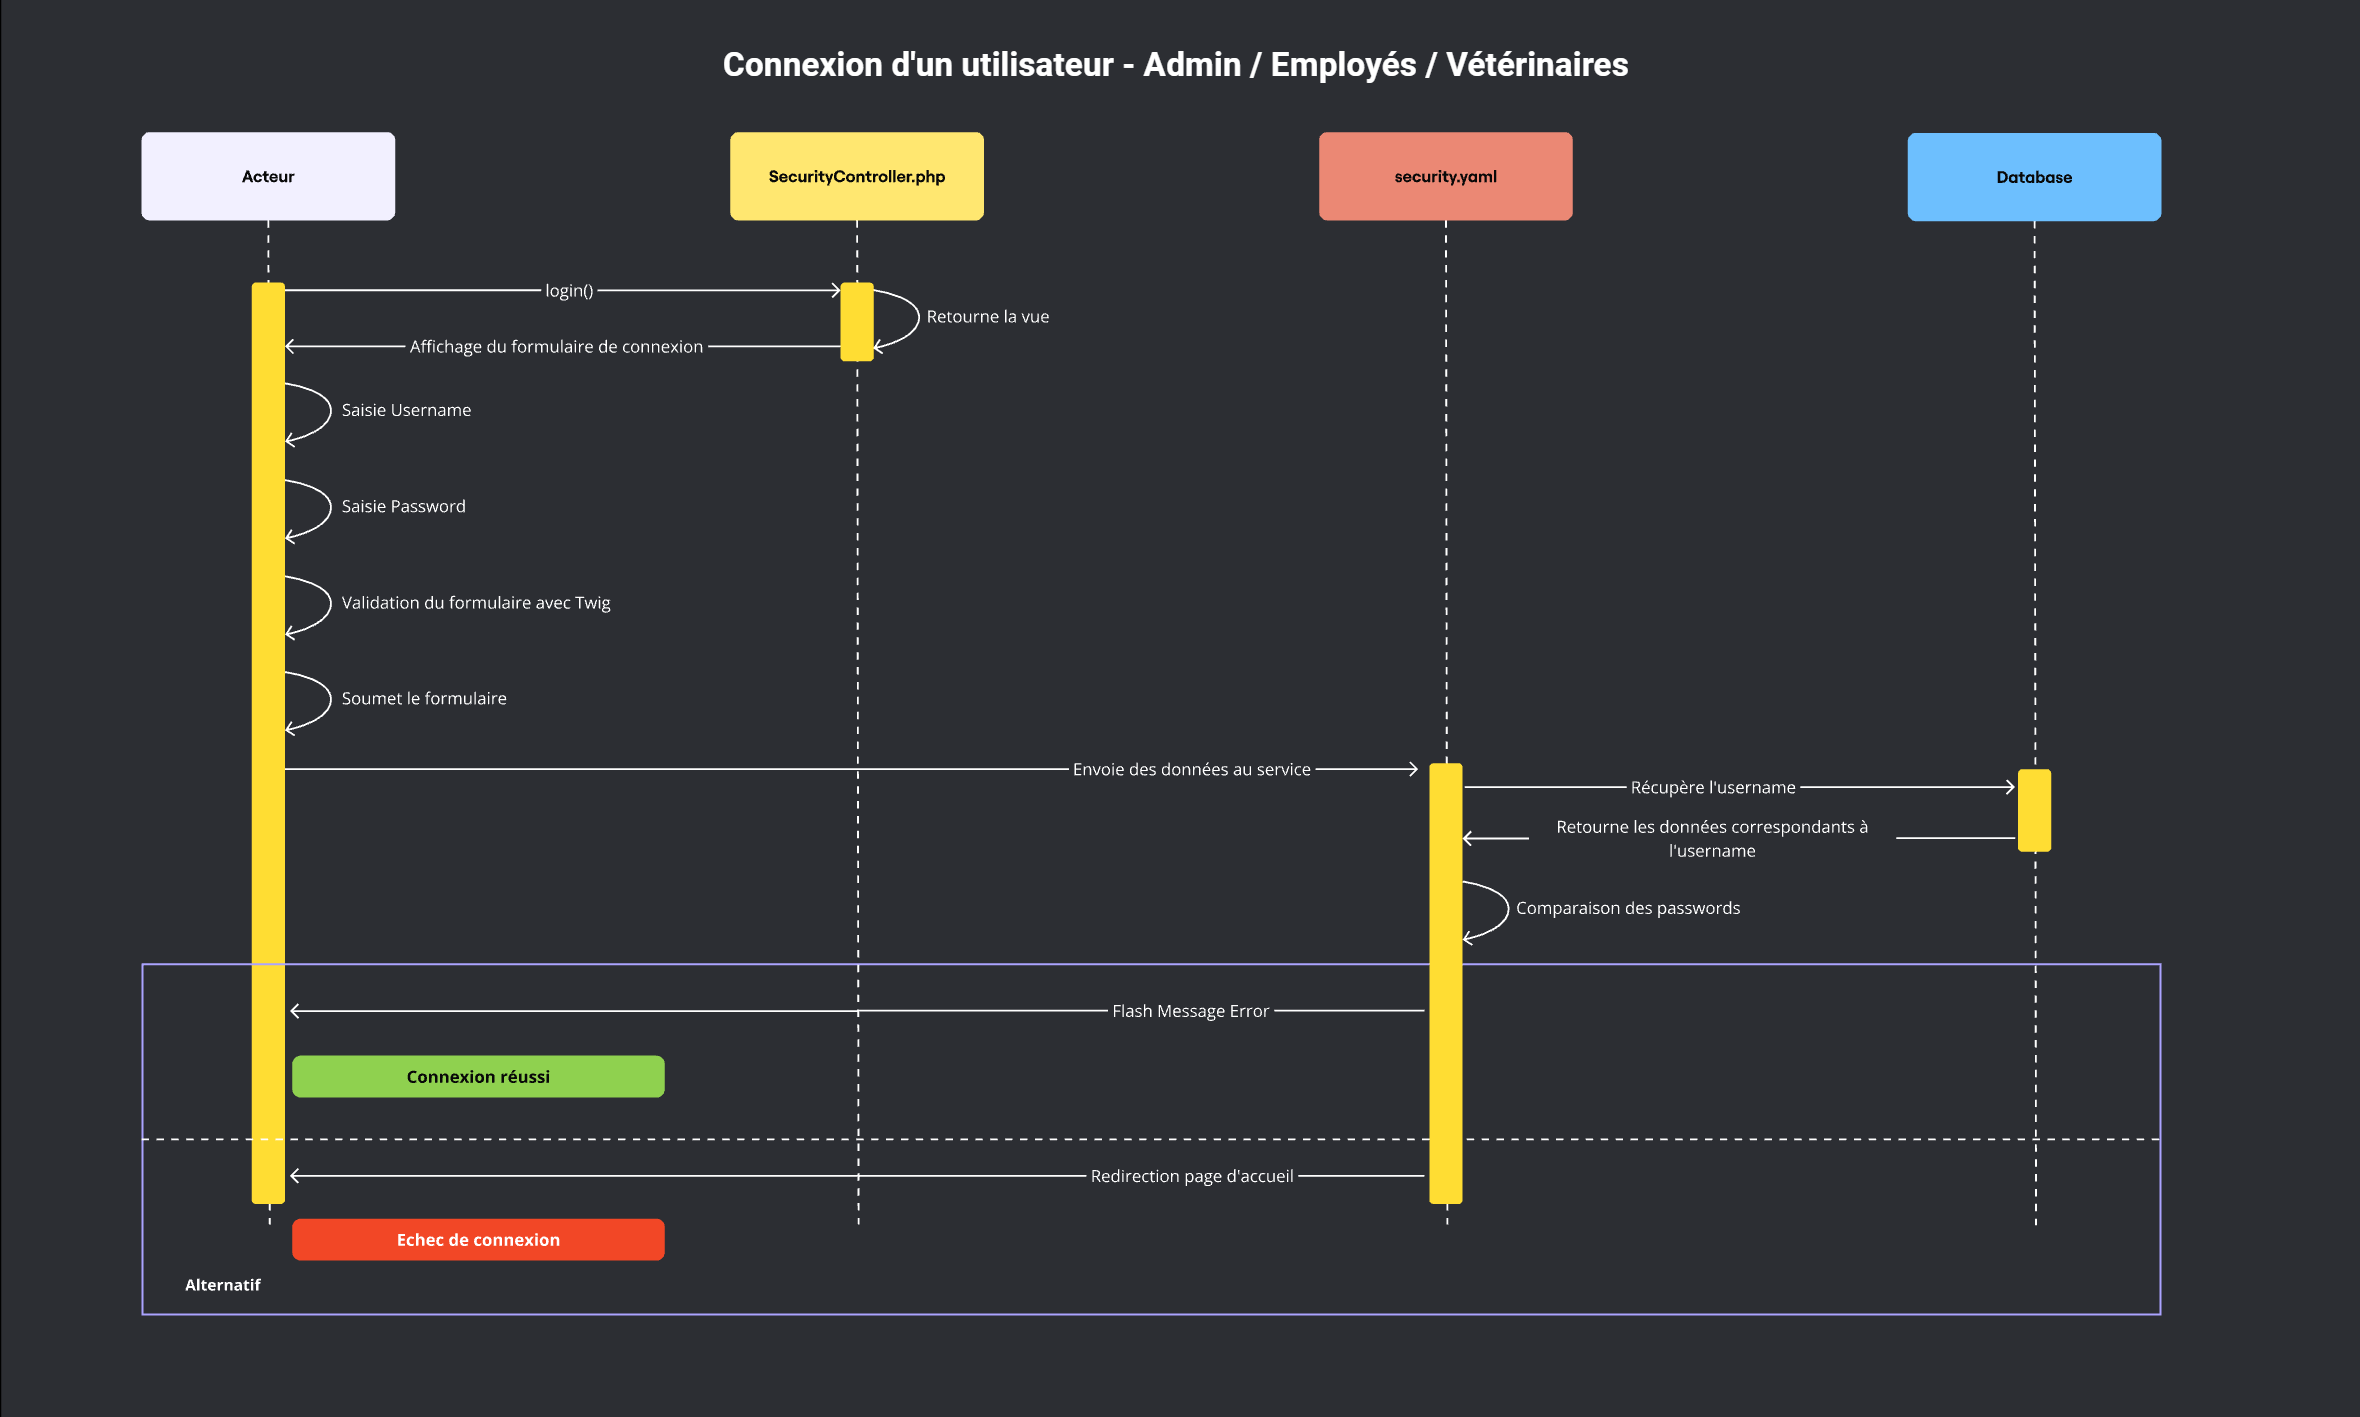 Connexion d'un utilisateur - Admin / Employés / Vétérinaires
Acteur
SecurityController.php
security.yaml
Database
login()
Retourne la vue
Affichage du formulaire de connexion
Saisie Username
Saisie Password
Validation du formulaire avec Twig
Soumet le formulaire
Envoie des données au service
Récupère l'username
Retourne les données correspondants à
l'username
Comparaison des passwords
Flash Message Error
Connexion réussi
Redirection page d'accueil
Echec de connexion
Alternatif